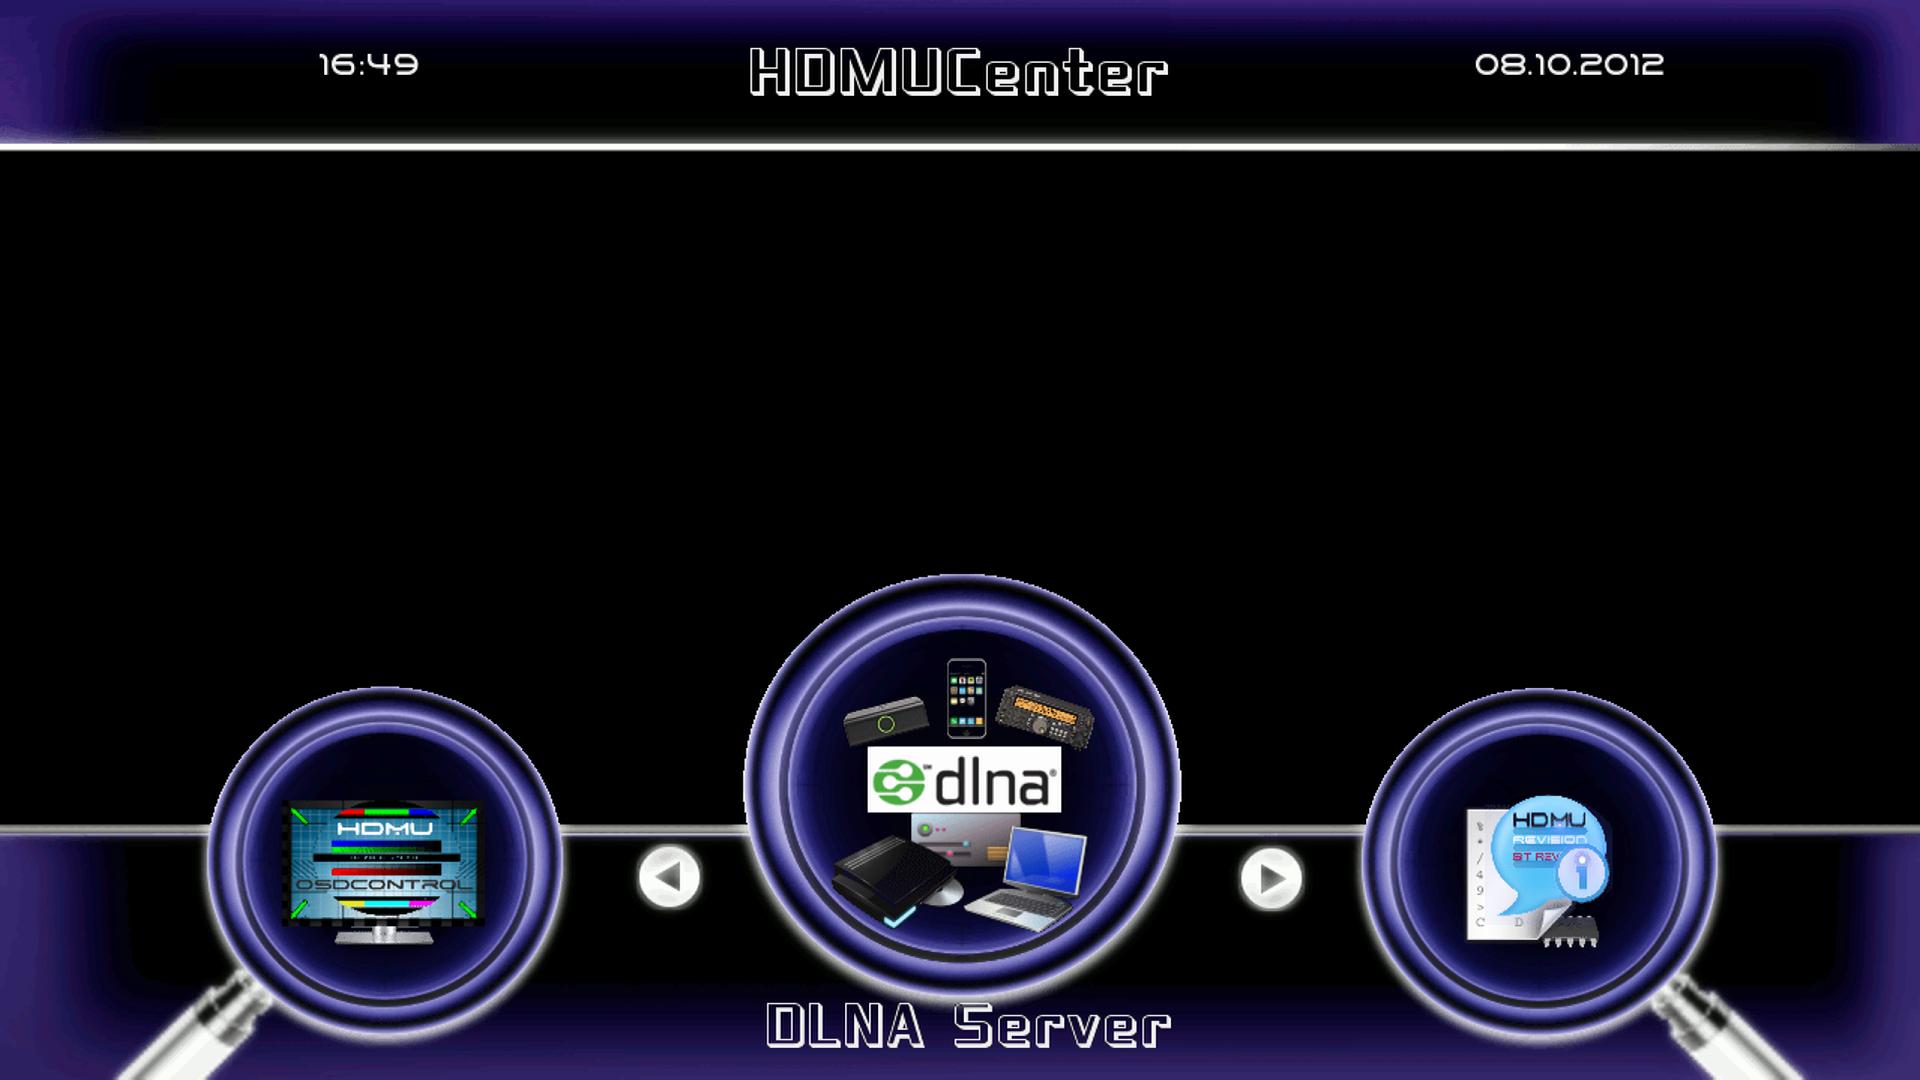 16:49
HDMUCenter
08.10.2012
HDMU
OSDCONTROL
dlna
HDMU
REVISION
DLNA Server